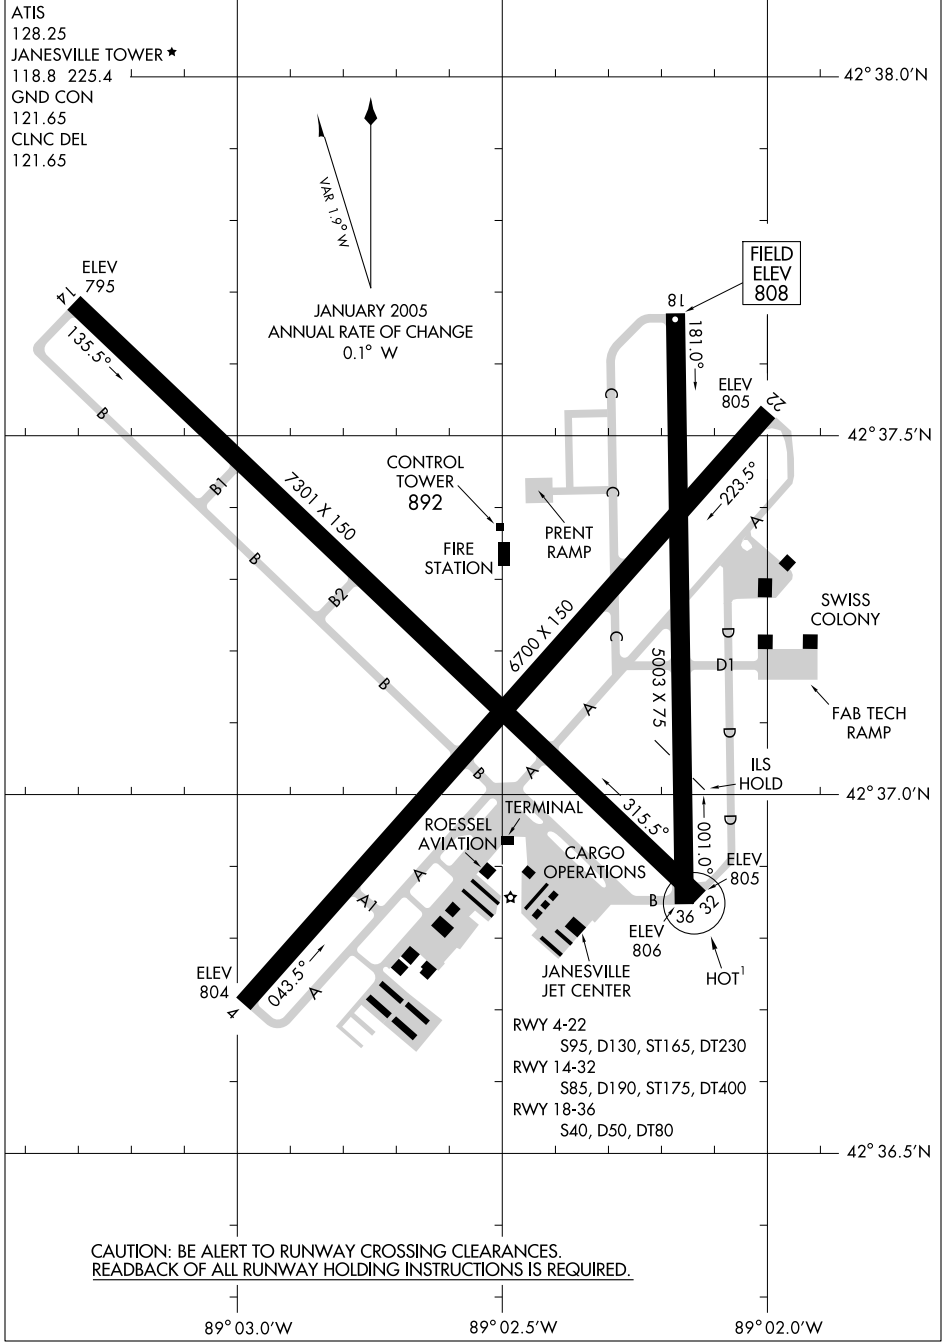 ATIS
128.25
JANESVILLE TOWER ★
118.8 225.4
GND CON
121.65
CLNC DEL
121.65
42° 38.0'N
VAR 1.9° W
JANUARY 2005
ANNUAL RATE OF CHANGE
0.1° W
FIELD
ELEV
808
ELEV
795
14
135.5°
18
181.0°
ELEV
805
22
42° 37.5'N
223.5°
B
B1
7301 X 150
CONTROL
TOWER
892
C
C
PRENT
RAMP
A
FIRE
STATION
B
B2
6700 X 150
C
SWISS
COLONY
D
D1
5003 X 75
B
A
FAB TECH
RAMP
D
ILS
HOLD
B
A
42° 37.0'N
315.5°
001.0°
D
TERMINAL
ROESSEL
AVIATION
CARGO
OPERATIONS
ELEV
805
A
A1
B
36
32
ELEV
806
HOT1
JANESVILLE
JET CENTER
ELEV
804
043.5°
4
A
RWY 4-22
S95, D130, ST165, DT230
RWY 14-32
S85, D190, ST175, DT400
RWY 18-36
S40, D50, DT80
42° 36.5'N
CAUTION: BE ALERT TO RUNWAY CROSSING CLEARANCES.
READBACK OF ALL RUNWAY HOLDING INSTRUCTIONS IS REQUIRED.
89° 03.0'W
89° 02.5'W
89° 02.0'W